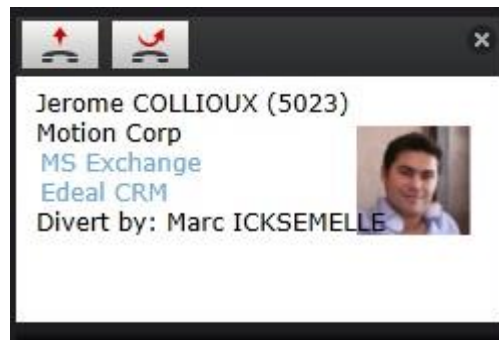 Jerome COLLIOUX (5023)
Motion Corp
MS Exchange
Edeal CRM
Divert by: Marc ICKSEMELLE